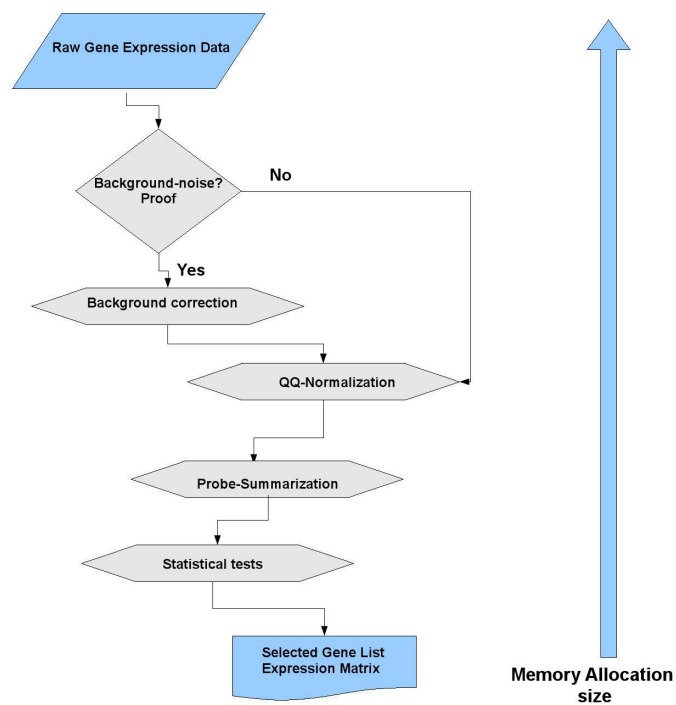 Raw Gene Expression Data
Background-noise?
Proof
No
Yes
Background correction
QQ-Normalization
Probe-Summarization
Statistical tests
Selected Gene List
Expression Matrix
Memory Allocation
size